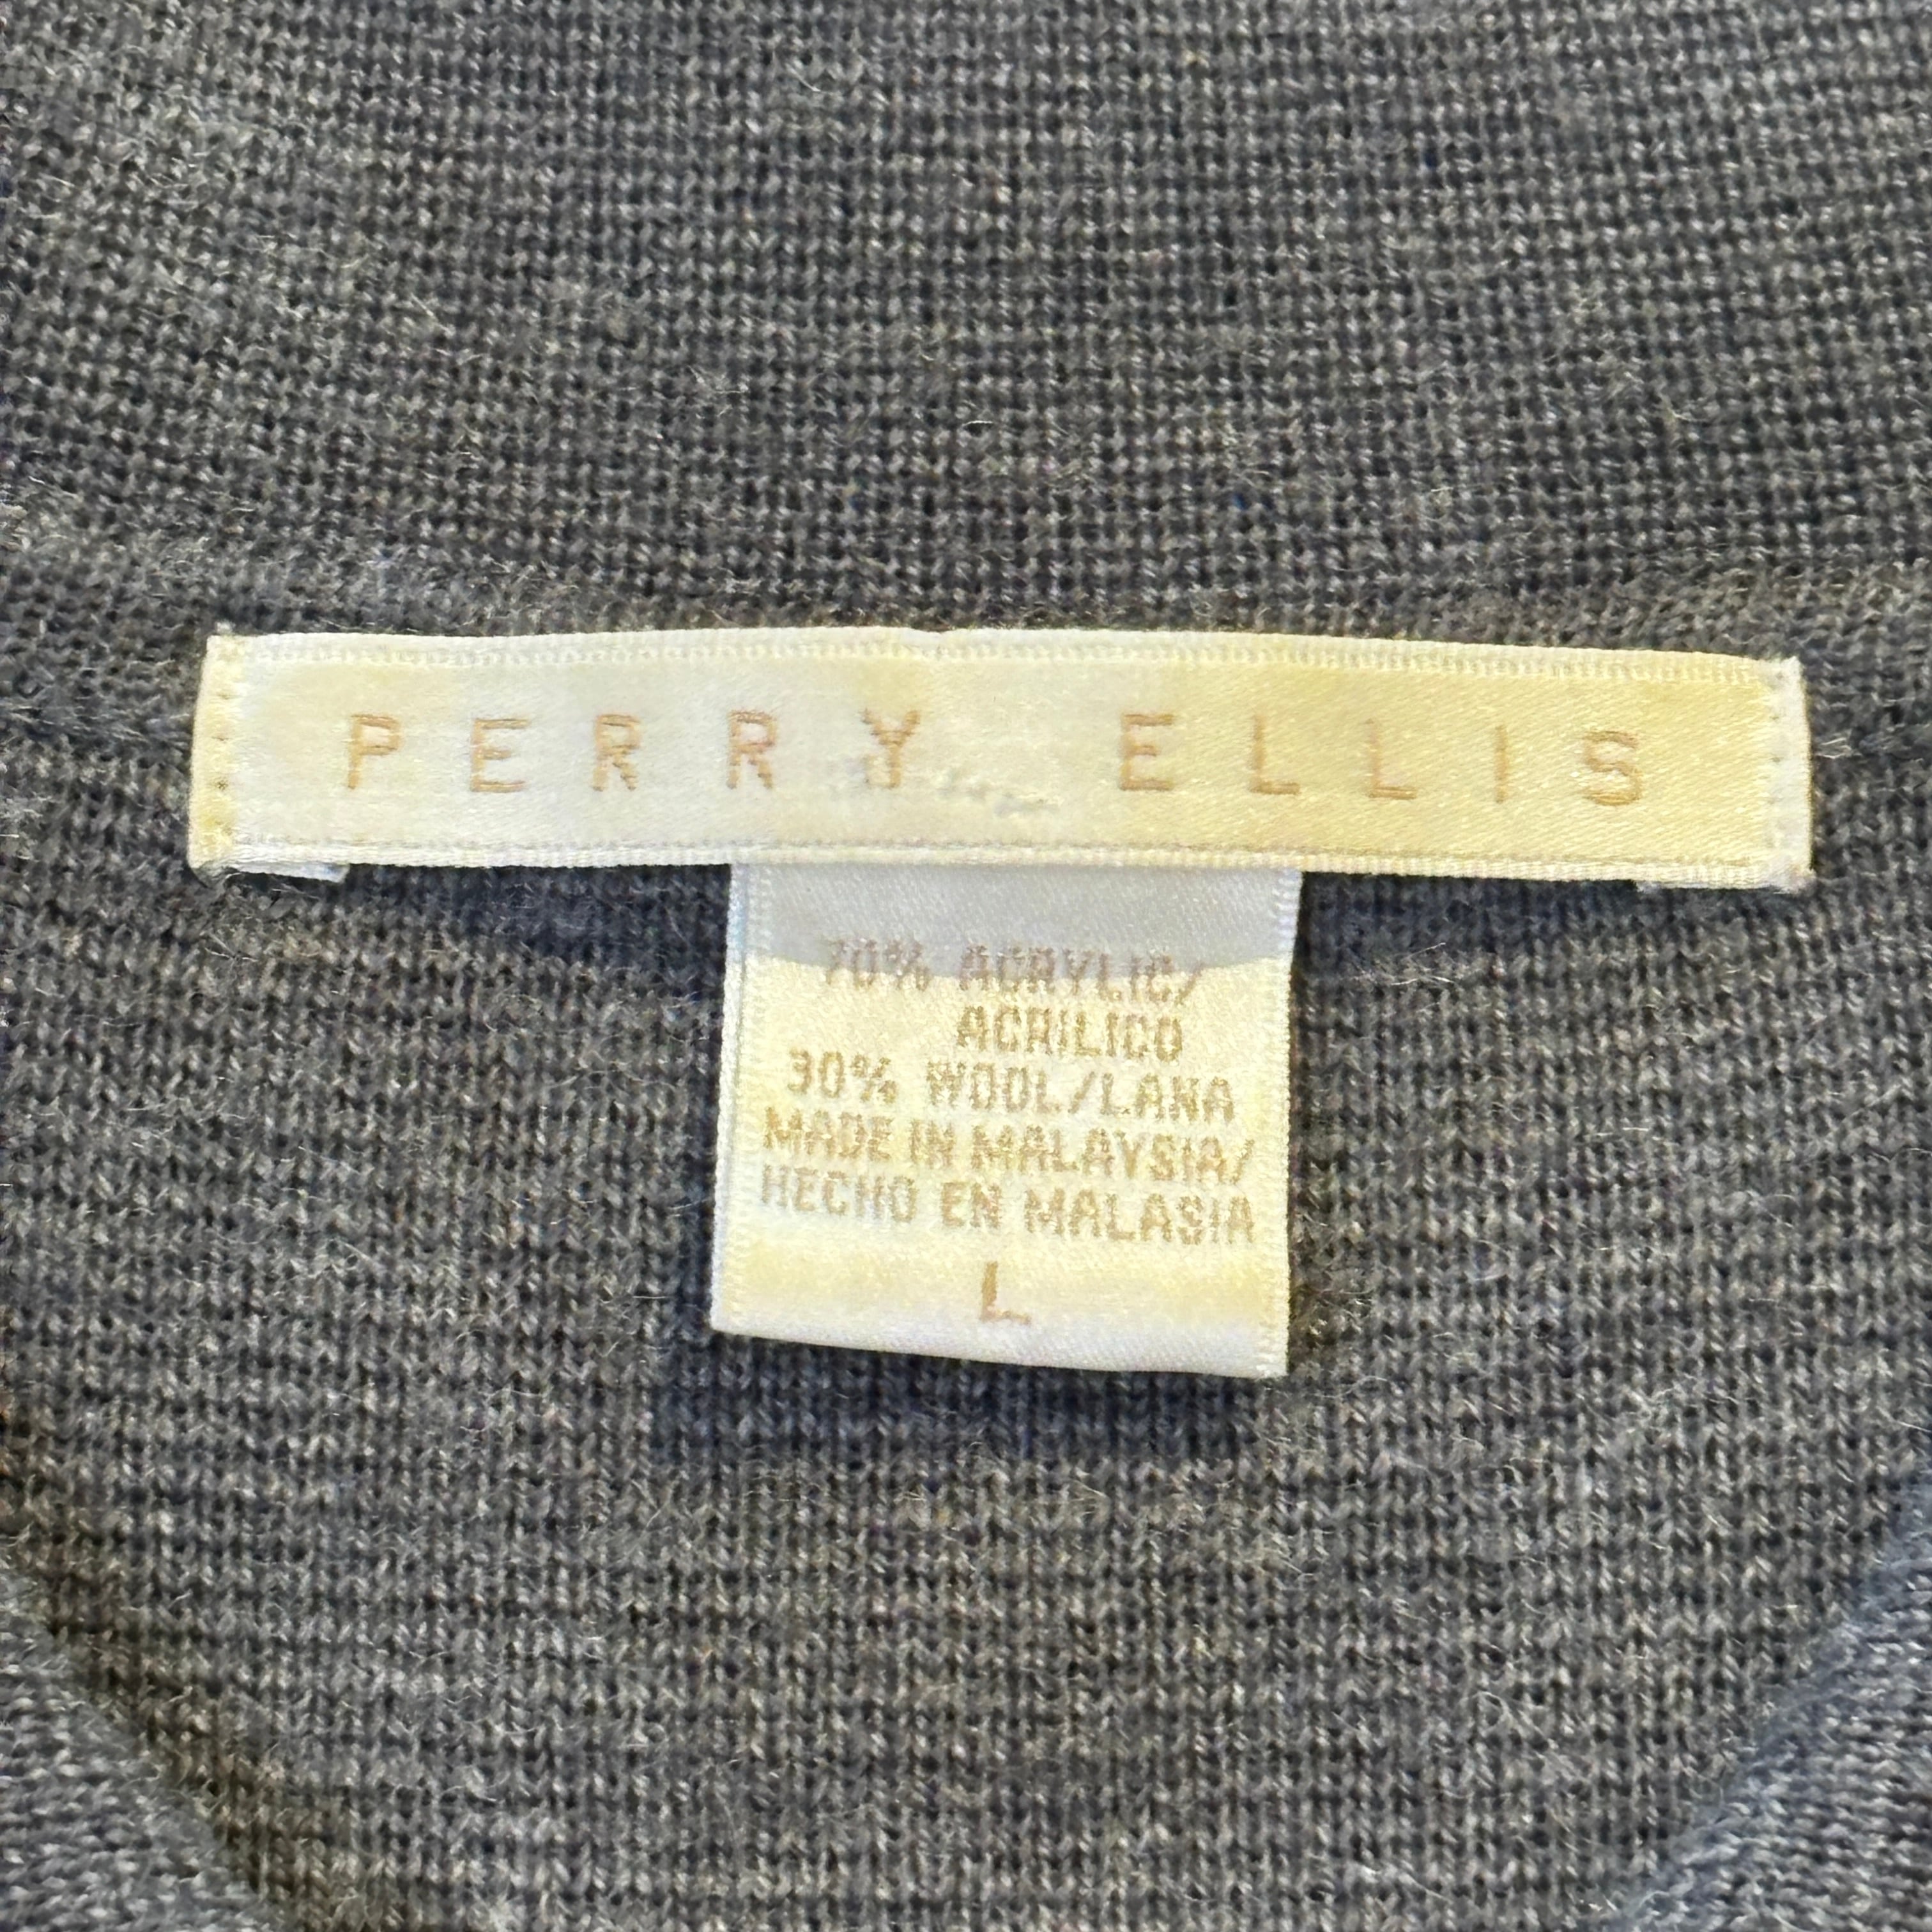 PERRY ELLIS
70% ACRYLIC/
ACRILICO
30% WOOL/LANA
MADE IN MALAYSIA/
HECHO EN MALASIA
L